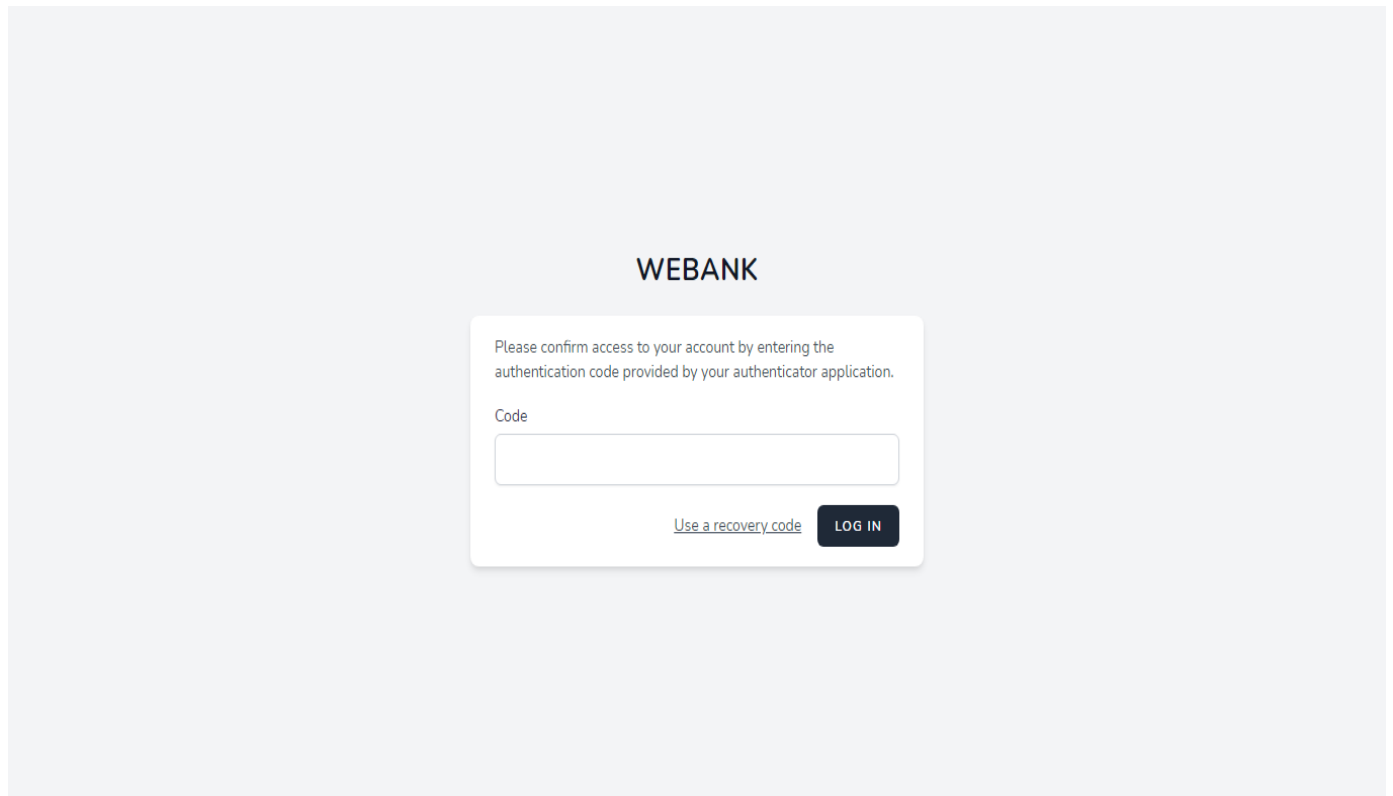 WEBANK
Please confirm access to your account by entering the
authentication code provided by your authenticator application.
Code
Use a recovery code
LOG IN